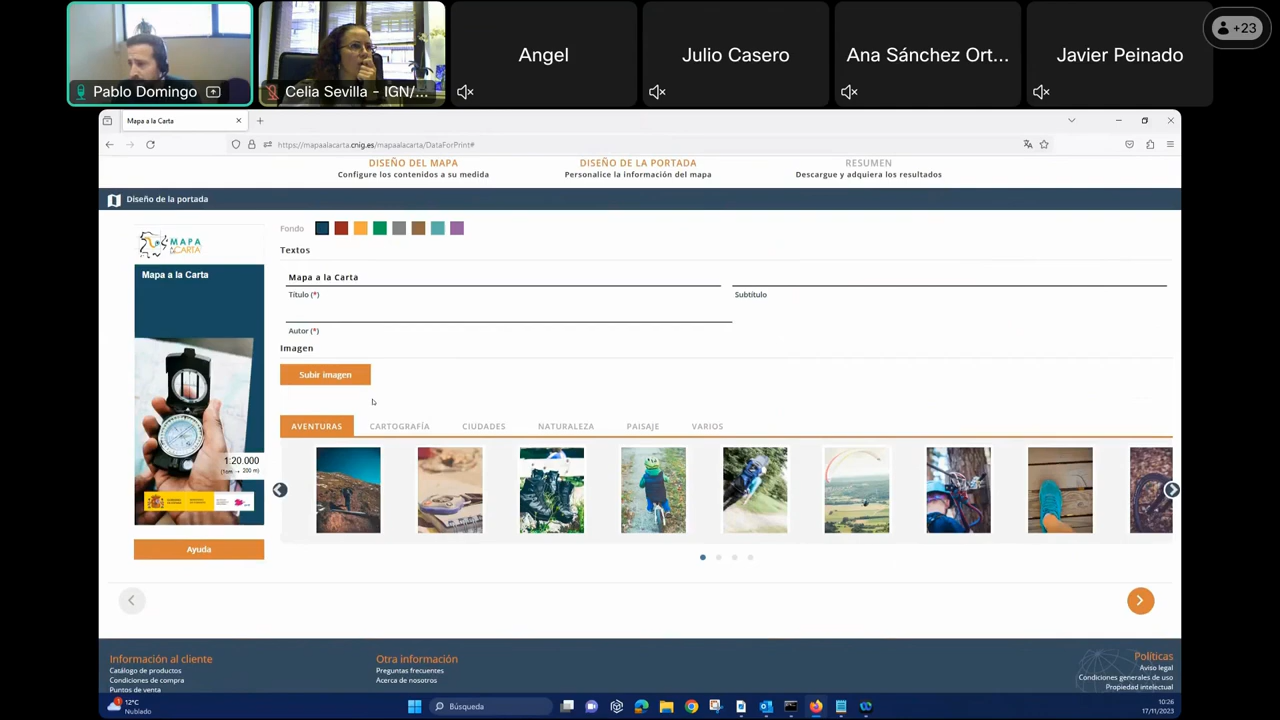 +23
Pablo Domingo
Celia Sevilla - IGN/...
Angel
Julio Casero
Ana Sánchez Ort...
Javier Peinado
Mapa a la Carta
https://mapaalacarta.cnig.es/mapaalacarta/DataForPrint#
DISEÑO DEL MAPA
Configure los contenidos a su medida
DISEÑO DE LA PORTADA
Personalice la información del mapa
RESUMEN
Descargue y adquiera los resultados
Diseño de la portada
MAPA
a la CARTA
Mapa a la Carta
1:20.000
Ayuda
Fondo
Textos
Mapa a la Carta
Título (*)
Subtítulo
Autor (*)
Imagen
Subir imagen
AVENTURAS
CARTOGRAFÍA
CIUDADES
NATURALEZA
PAISAJE
VARIOS
Información al cliente
Catálogo de productos
Condiciones de compra
Puntos de venta
Otra información
Preguntas frecuentes
Acerca de nosotros
Políticas
Aviso legal
Condiciones generales de uso
Propiedad intelectual
1
12°C
Nublado
Búsqueda
10:26
17/11/2023